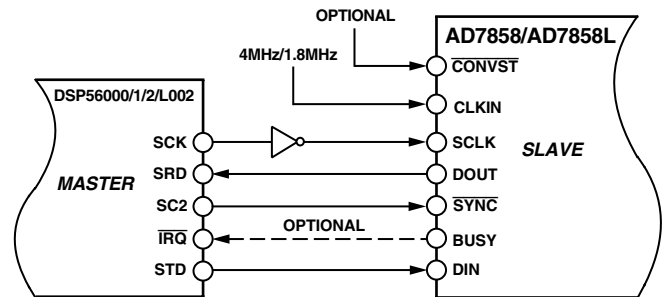 OPTIONAL
AD7858/AD7858L
4MHz/1.8MHz
CONVST
DSP56000/1/2/L002
CLKIN
SCK
SCLK
SLAVE
MASTER
SRD
DOUT
SC2
SYNC
IRQ
OPTIONAL
BUSY
STD
DIN